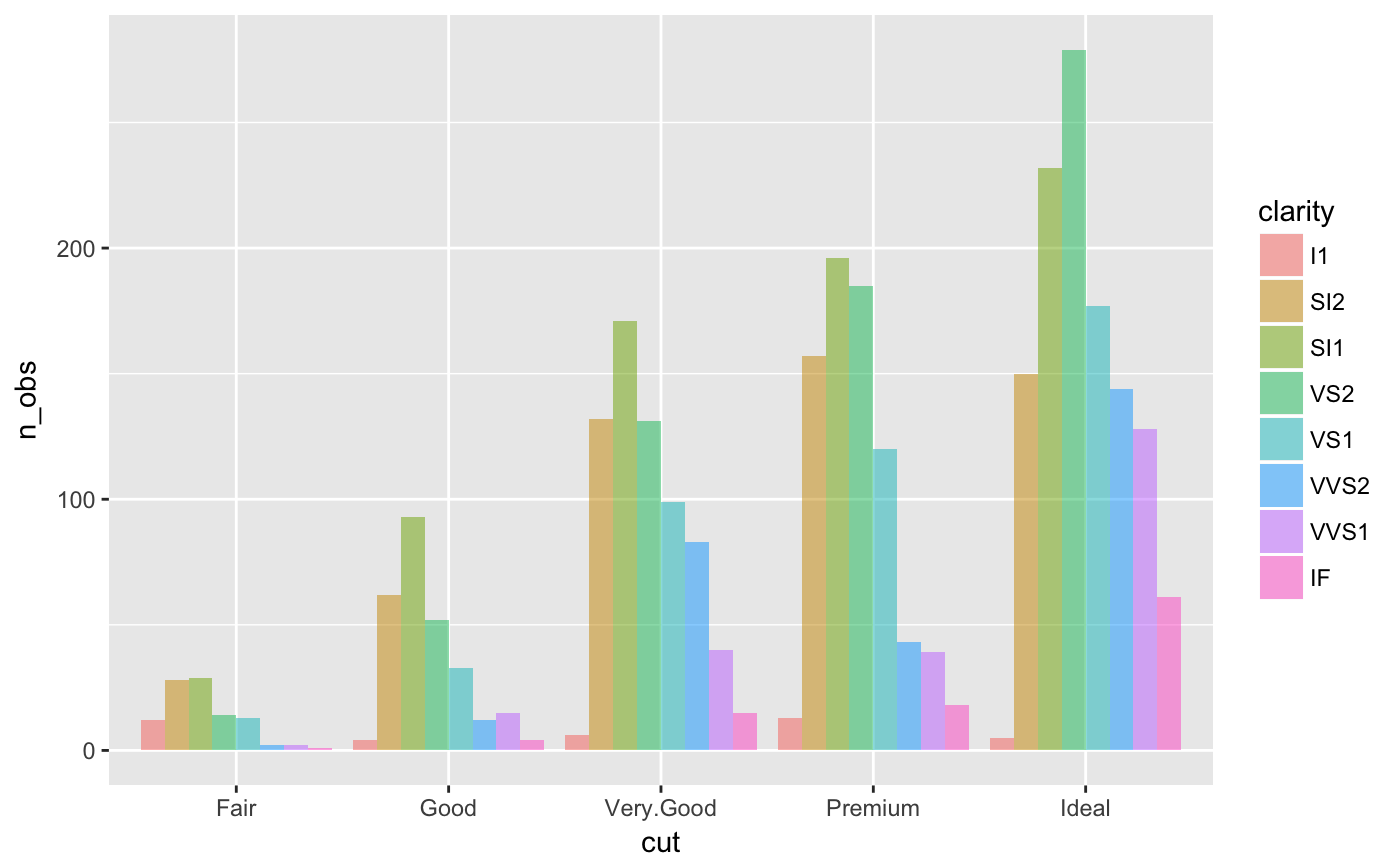 200
100
0
n_obs
Fair Good Very.Good Premium Ideal
cut
clarity
I1
SI2
SI1
VS2
VS1
VVS2
VVS1
IF